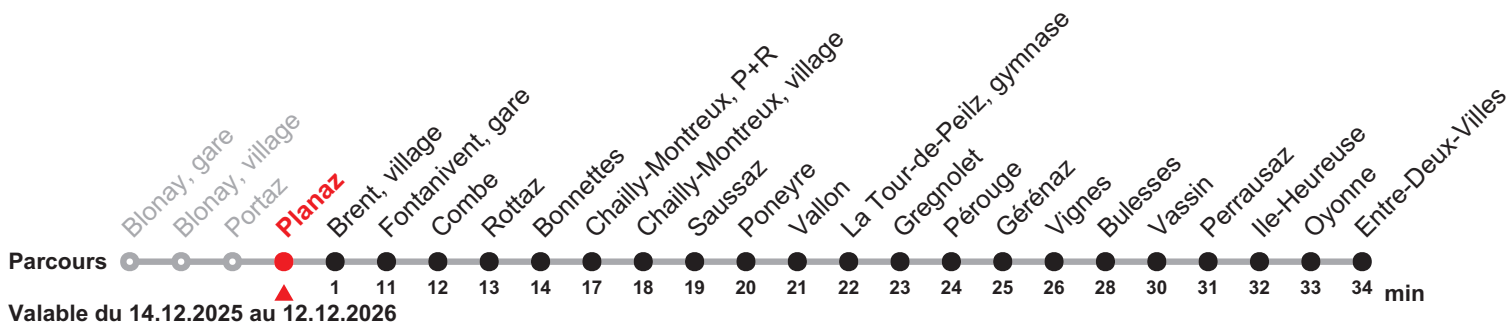 Blonay, gare
Blonay, village
Portaz
Planaz
Brent, village
Fontanivent, gare
Combe
Rottaz
Bonnettes
Chailly-Montreux, P+R
Chailly-Montreux, village
Saussaz
Poneyre
Vallon
La Tour-de-Peilz, gymnase
Gregnolet
Pérouge
Gérénaz
Vignes
Bulesses
Vassin
Perrausaz
Ile-Heureuse
Oyonne
Entre-Deux-Villes
Parcours
1 11 12 13 14 17 18 19 20 21 22 23 24 25 26 28 30 31 32 33 34 min
Valable du 14.12.2025 au 12.12.2026